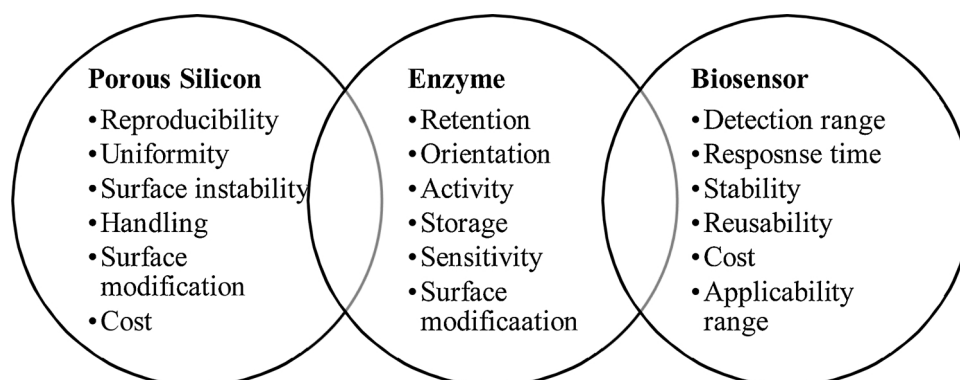 Porous Silicon
•Reproducibility
•Uniformity
•Surface instability
•Handling
•Surface
modification
•Cost
Enzyme
•Retention
•Orientation
•Activity
•Storage
•Sensitivity
•Surface
modificaation
Biosensor
•Detection range
•Resposnse time
•Stability
•Reusability
•Cost
•Applicability
range